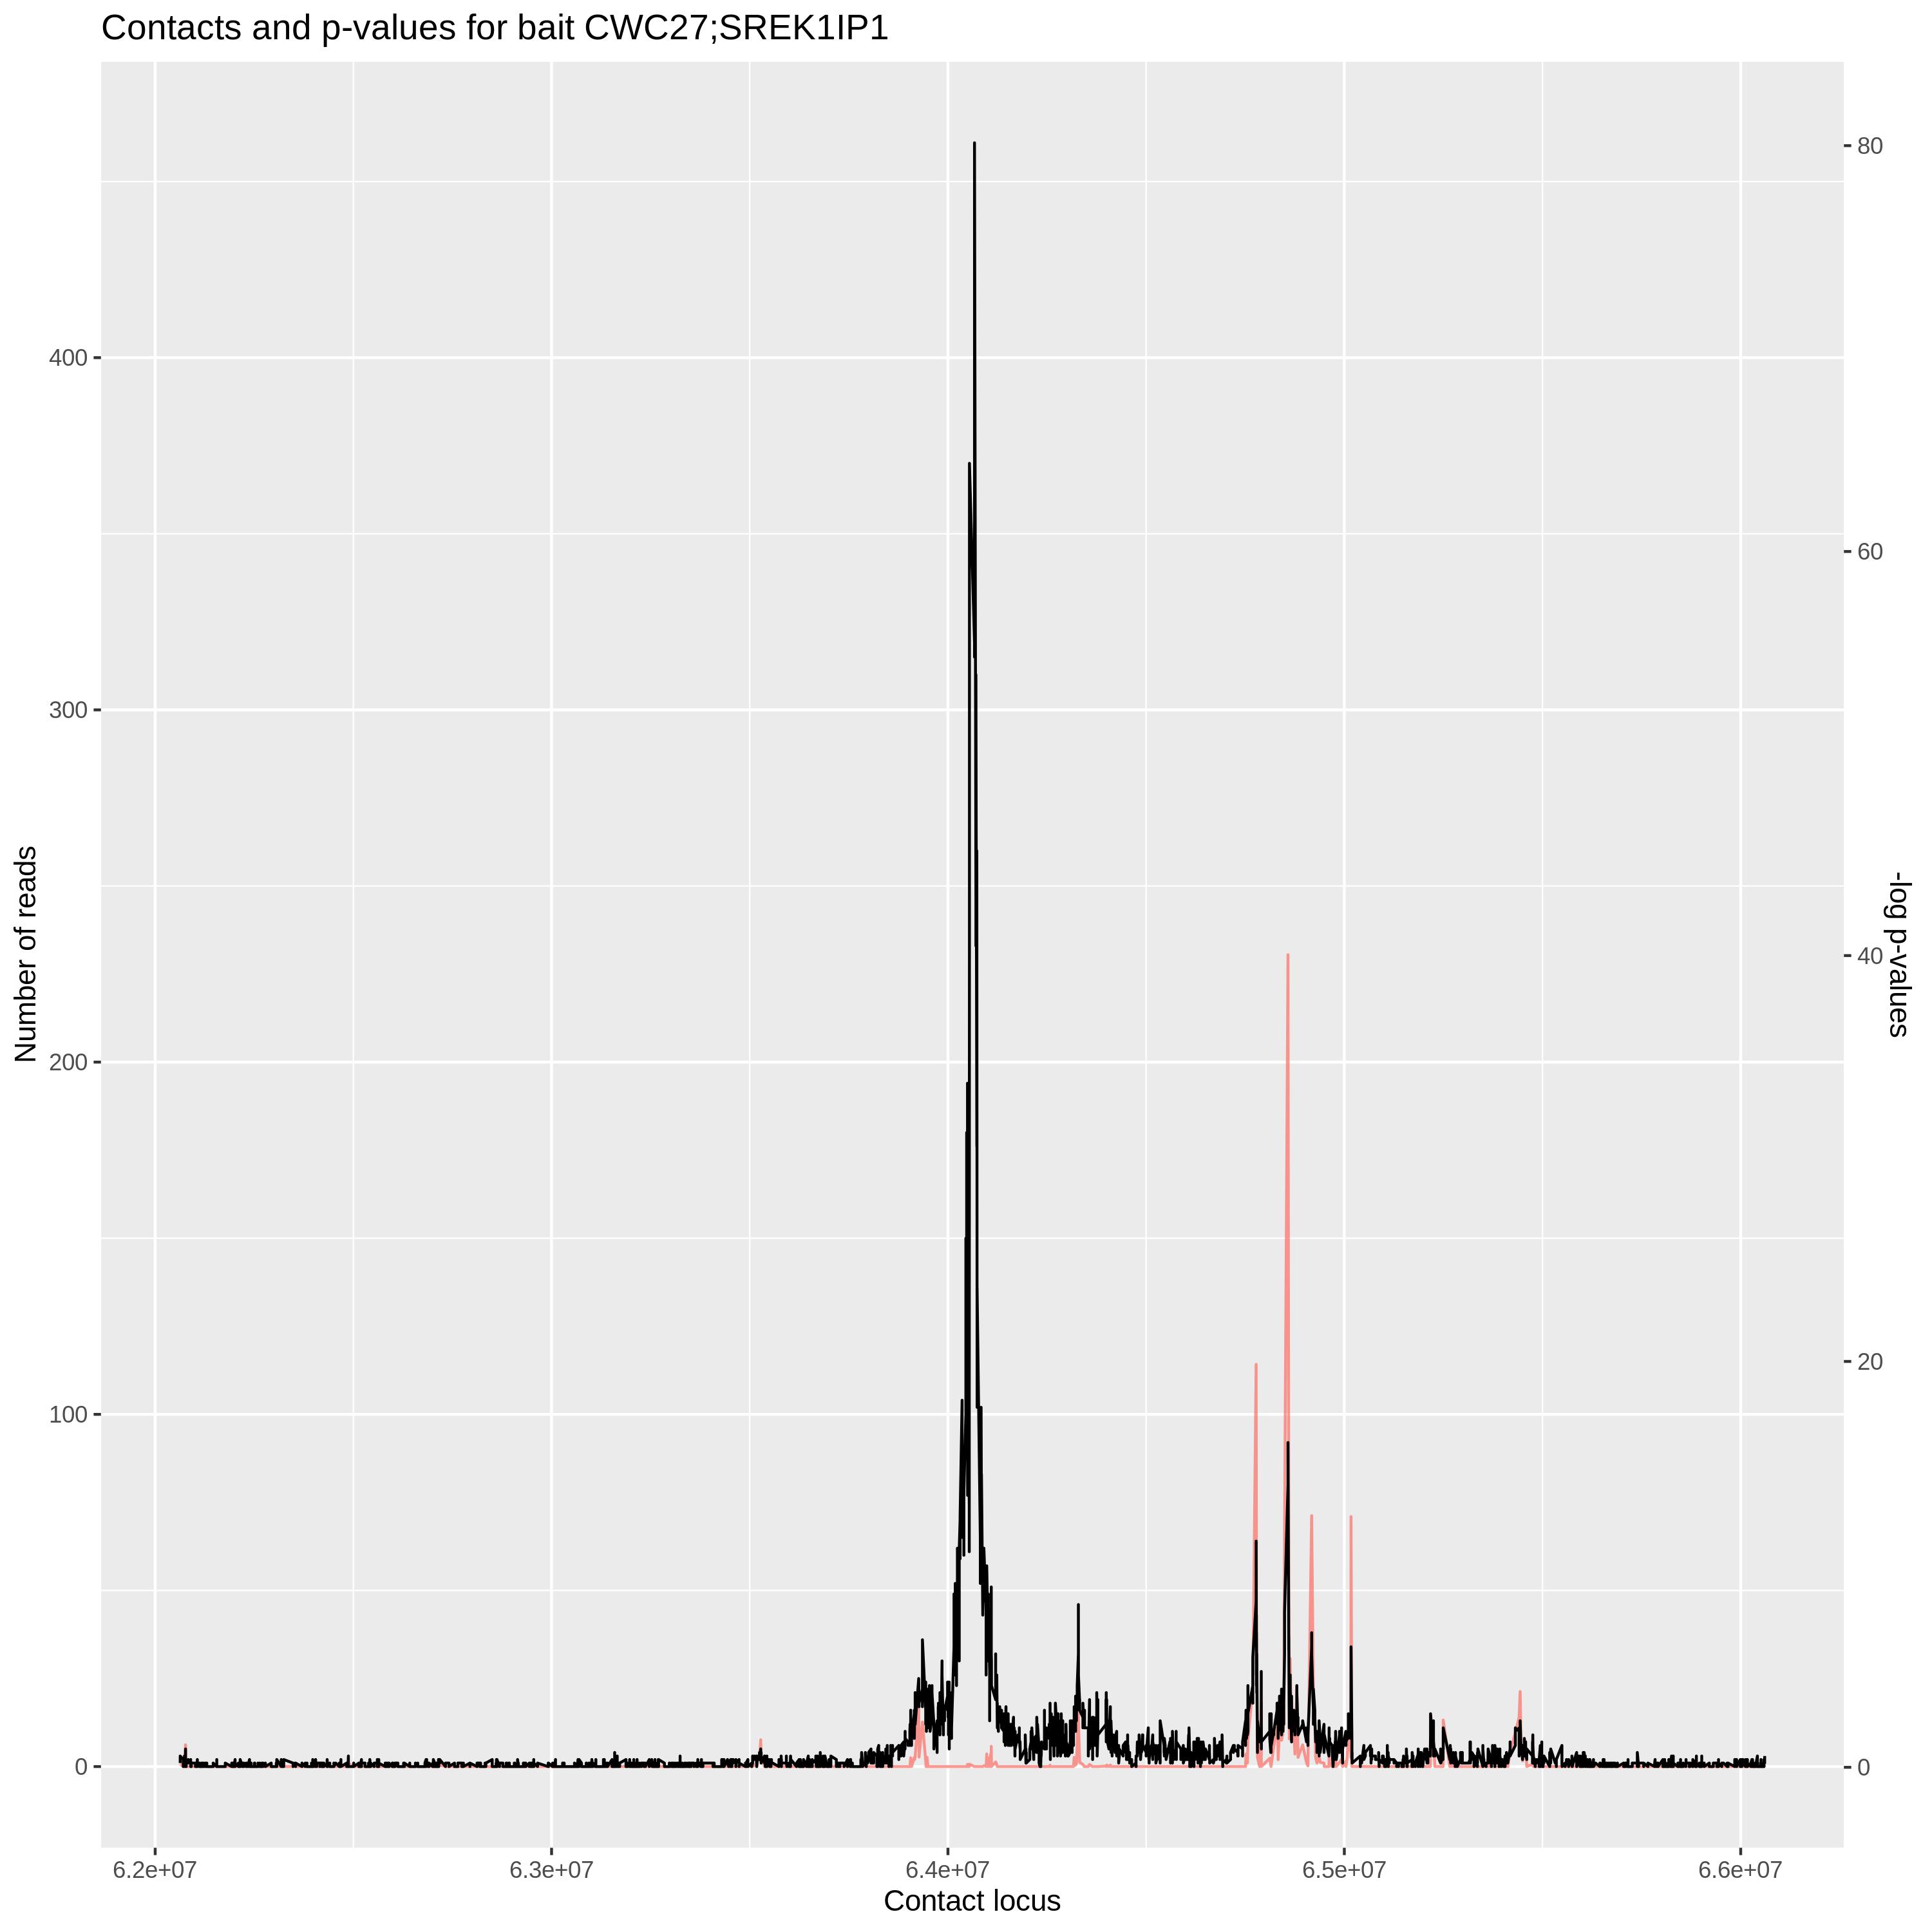 Contacts and p-values for bait CWC27;SREK1IP1
Number of reads
400
300
200
100
0
80
60
40
20
0
-log p-values
6.2e+07
6.3e+07
6.4e+07
6.5e+07
6.6e+07
Contact locus